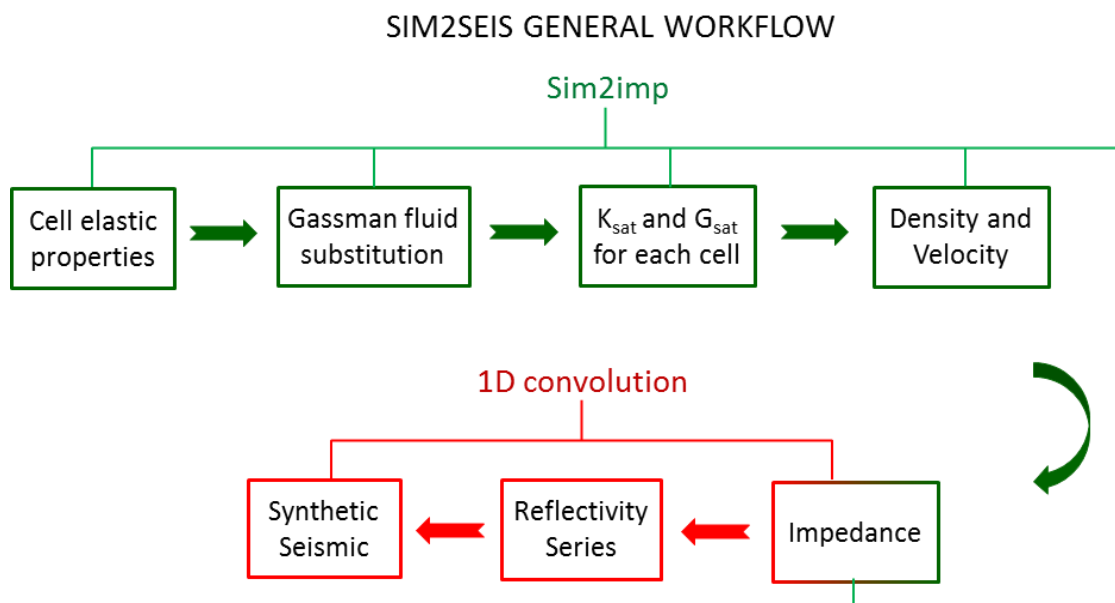 SIM2SEIS GENERAL WORKFLOW
Sim2imp
Cell elastic
properties
Gassman fluid
substitution
Ksat and Gsat
for each cell
Density and
Velocity
1D convolution
Synthetic
Seismic
Reflectivity
Series
Impedance